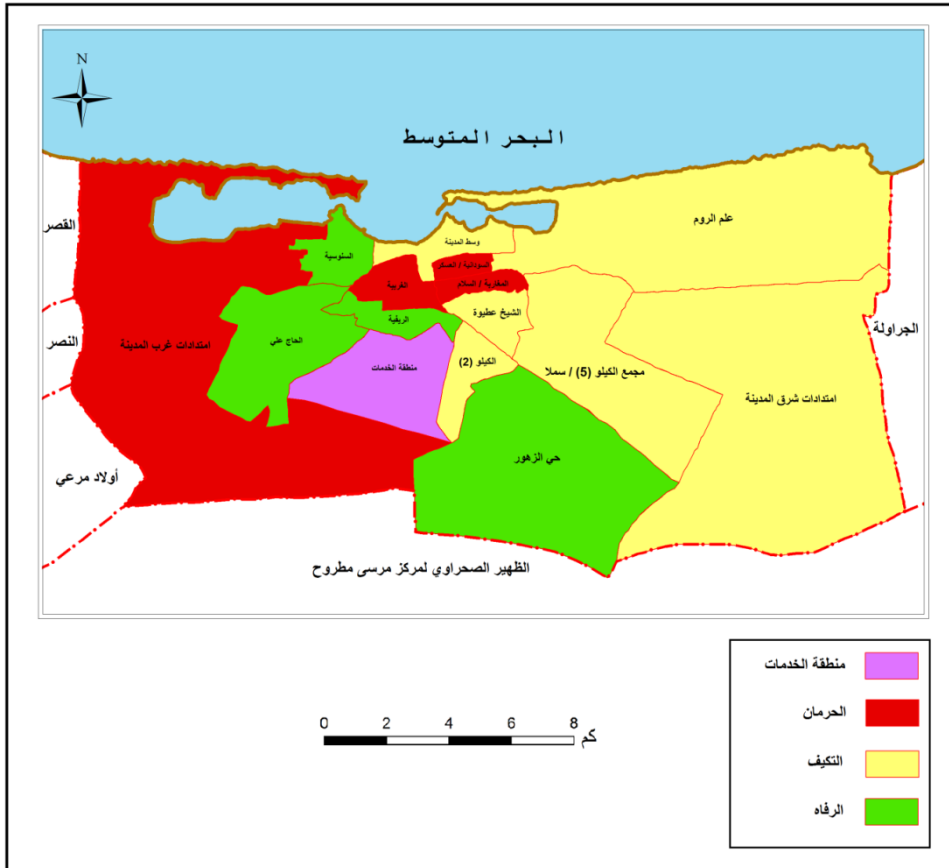 N
البحر المتوسط
علم الروم
القصر
وسط المدينة
السنوسية
السودانية / العسكر
الغربية
المغاربة / السلام
الشيخ عطيوة
الريفية
الجراولة
النصر
امتدادات غرب المدينة
الحاج علي
منطقة الخدمات
الكيلو (2)
مجمع الكيلو (5) / سملا
امتدادات شرق المدينة
حي الزهور
أولاد مرعي
الظهير الصحراوي لمركز مرسى مطروح
منطقة الخدمات
الحرمان
التكيف
الرفاه
0 2 4 6 8
كم